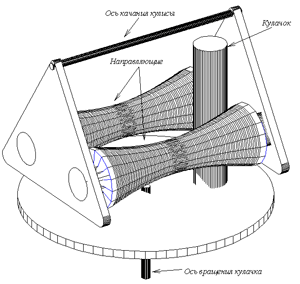 Ось качания кулисы
Кулачок
Направляющие
Ось вращения кулачка